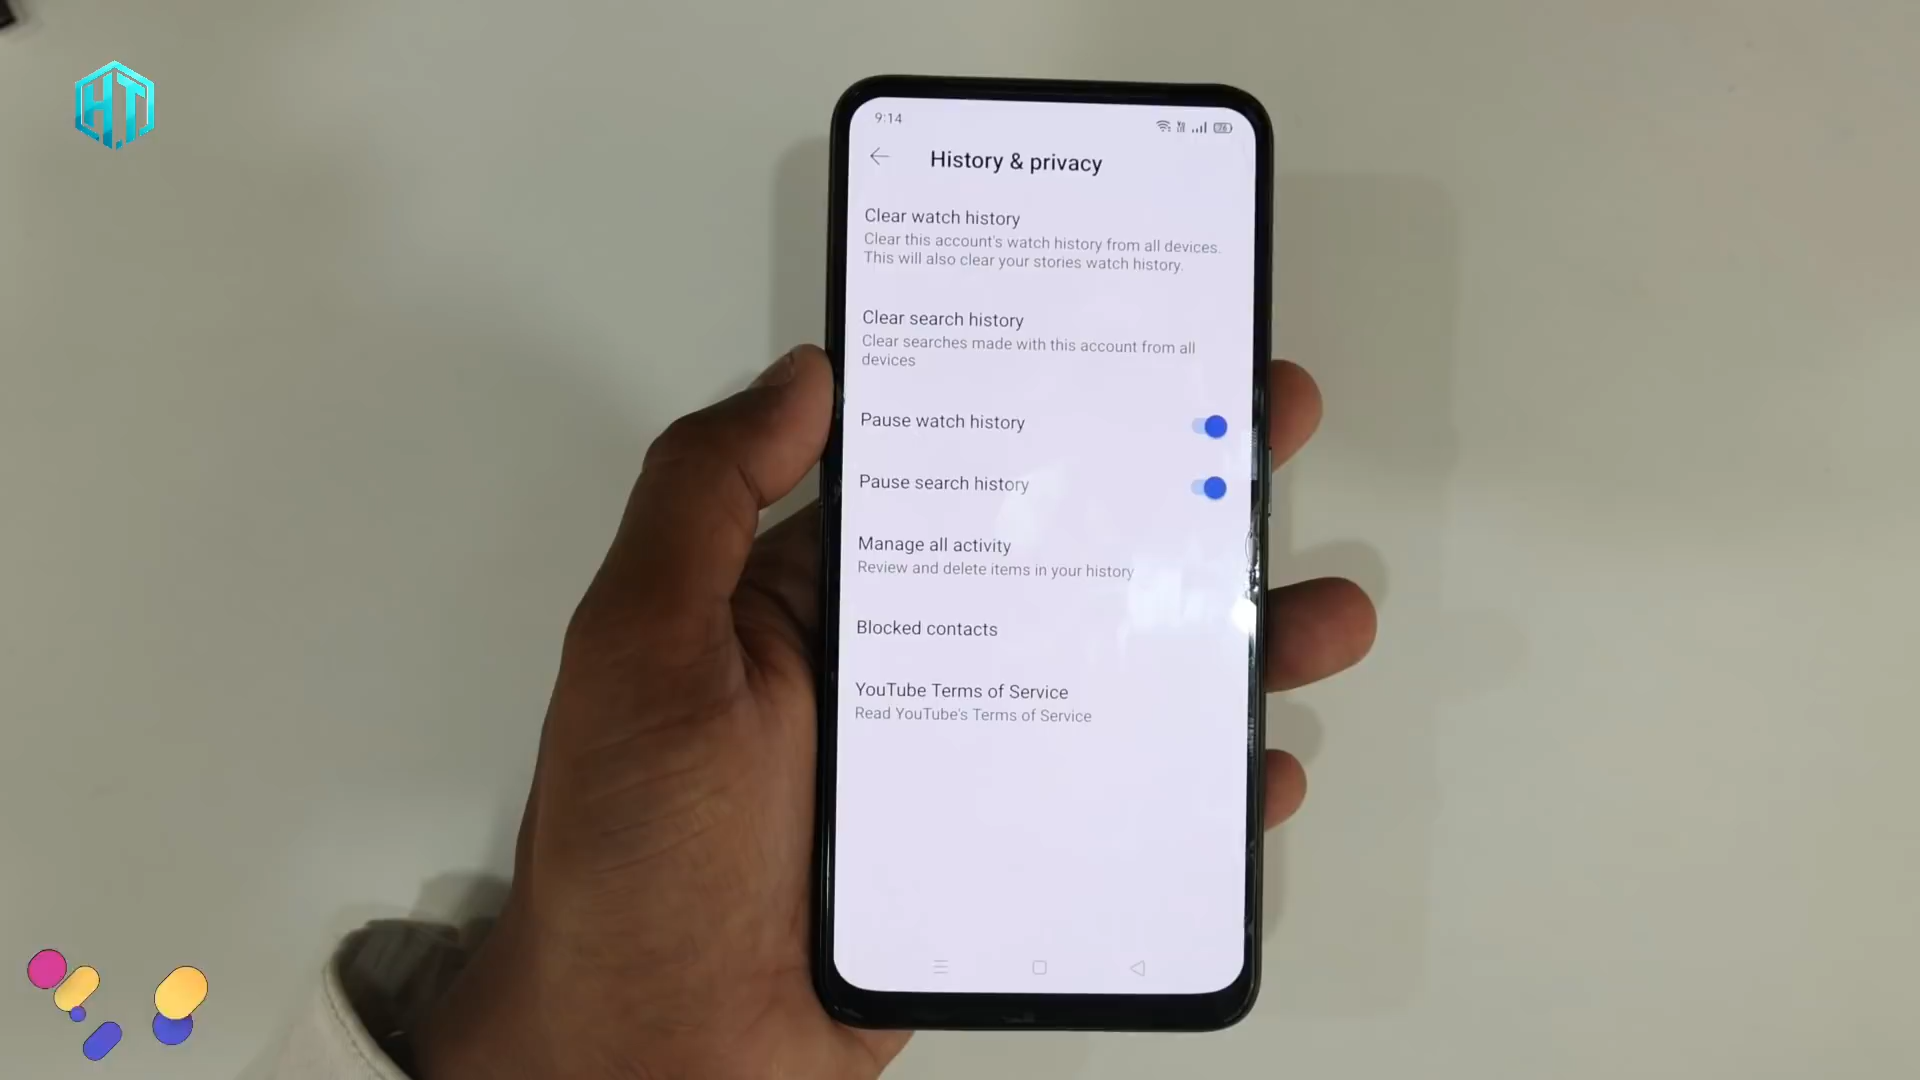 HT
9:14
History & privacy
Clear watch history
Clear this account's watch history from all devices.
This will also clear your stories watch history.
Clear search history
Clear searches made with this account from all
devices
Pause watch history
Pause search history
Manage all activity
Review and delete items in your history
Blocked contacts
YouTube Terms of Service
Read YouTube's Terms of Service